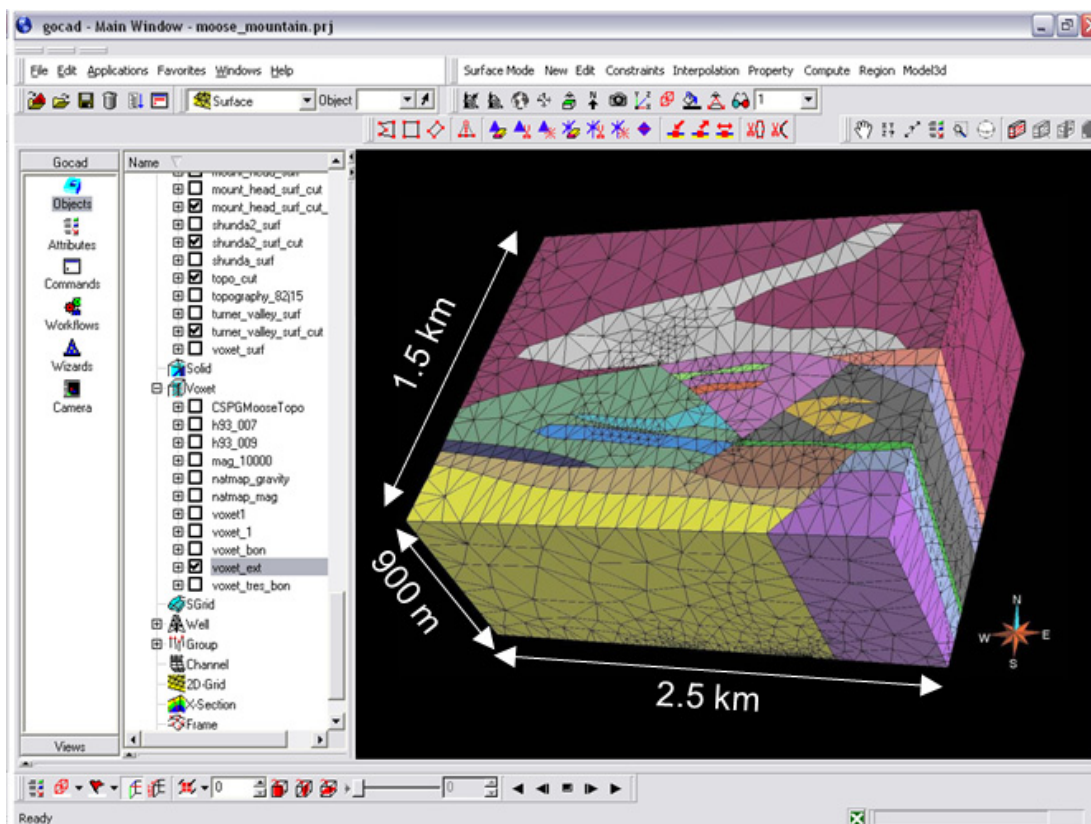 gocad - Main Window - moose_mountain.prj
File Edit Applications Favorites Windows Help
Surface Mode New Edit Constraints Interpolation Property Compute Region Model3d
Surface Object
1
Gocad
Objects
Attributes
Commands
Workflows
Wizards
Camera
Views
Name
mount_head_surf
mount_head_surf_cut
mount_head_surf_cut_
shunda2_surf
shunda2_surf_cut
shunda_surf
topo_cut
topography_82j15
turner_valley_surf
turner_valley_surf_cut
voxet_surf
Solid
Voxet
CSPGMooseTopo
h93_007
h93_009
mag_10000
natmap_gravity
natmap_mag
voxet1
voxet_1
voxet_bon
voxet_ext
voxet_tres_bon
SGrid
Well
Group
Channel
2D-Grid
X-Section
Frame
1.5 km
900 m
2.5 km
N
W E
S
0
0
Ready